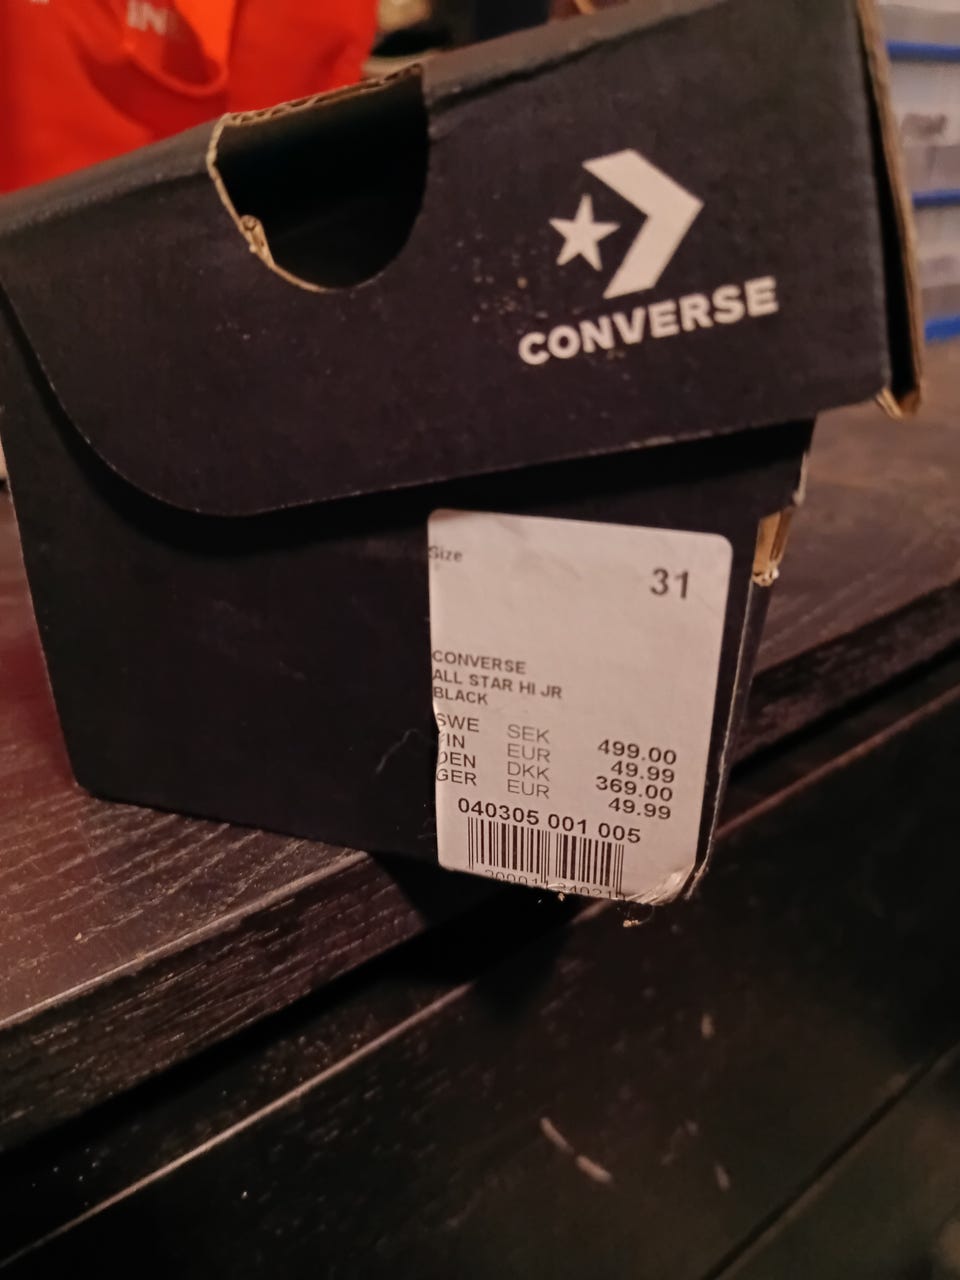 CONVERSE
Size
31
CONVERSE
ALL STAR HI JR
BLACK
SWE SEK 499.00
FIN EUR 49.99
DEN DKK 369.00
GER EUR 49.99
040305 001 005